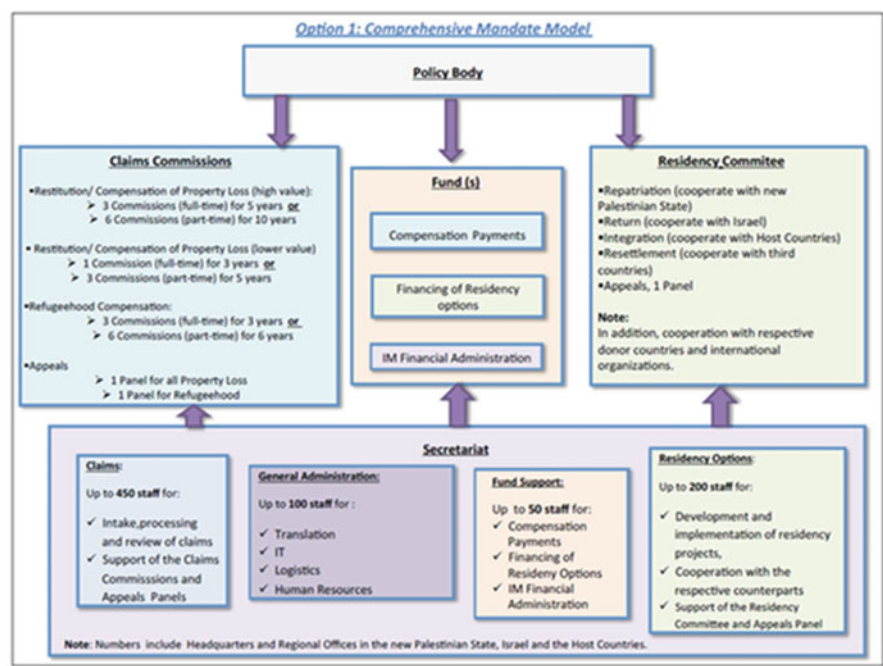 Option 1: Comprehensive Mandate Model
Policy Body
Claims Commissions
▪Restitution/ Compensation of Property Loss (high value):
➢ 3 Commissions (full-time) for 5 years or
➢ 6 Commissions (part-time) for 10 years
▪ Restitution/ Compensation of Property Loss (lower value)
➢ 1 Commission (full-time) for 3 years or
➢ 3 Commissions (part-time) for 5 years
▪Refugeehood Compensation:
➢ 3 Commissions (full-time) for 3 years or
➢ 6 Commissions (part-time) for 6 years
▪Appeals
➢ 1 Panel for all Property Loss
➢ 1 Panel for Refugeehood
Fund (s)
Compensation Payments
Financing of Residency
options
IM Financial Administration
Residency Commitee
▪Repatriation (cooperate with new
Palestinian State)
▪Return (cooperate with Israel)
▪Integration (cooperate with Host Countries)
▪Resettlement (cooperate with third
countries)
▪Appeals, 1 Panel
Note:
In addition, cooperation with respective
donor countries and international
organizations.
Secretariat
Claims:
Up to 450 staff for:
✓ Intake,processing
and review of claims
✓ Support of the Claims
Commisssions and
Appeals Panels
General Administration:
Up to 100 staff for :
✓ Translation
✓ IT
✓ Logistics
✓ Human Resources
Fund Support:
Up to 50 staff for:
✓ Compensation
Payments
✓ Financing of
Resideny Options
✓ IM Financial
Administration
Residency Options:
Up to 200 staff for:
✓ Development and
implementation of residency
projects,
✓ Cooperation with the
respective counterparts
✓ Support of the Residency
Committee and Appeals Panel
Note: Numbers include Headquarters and Regional Offices in the new Palestinian State, Israel and the Host Countries.